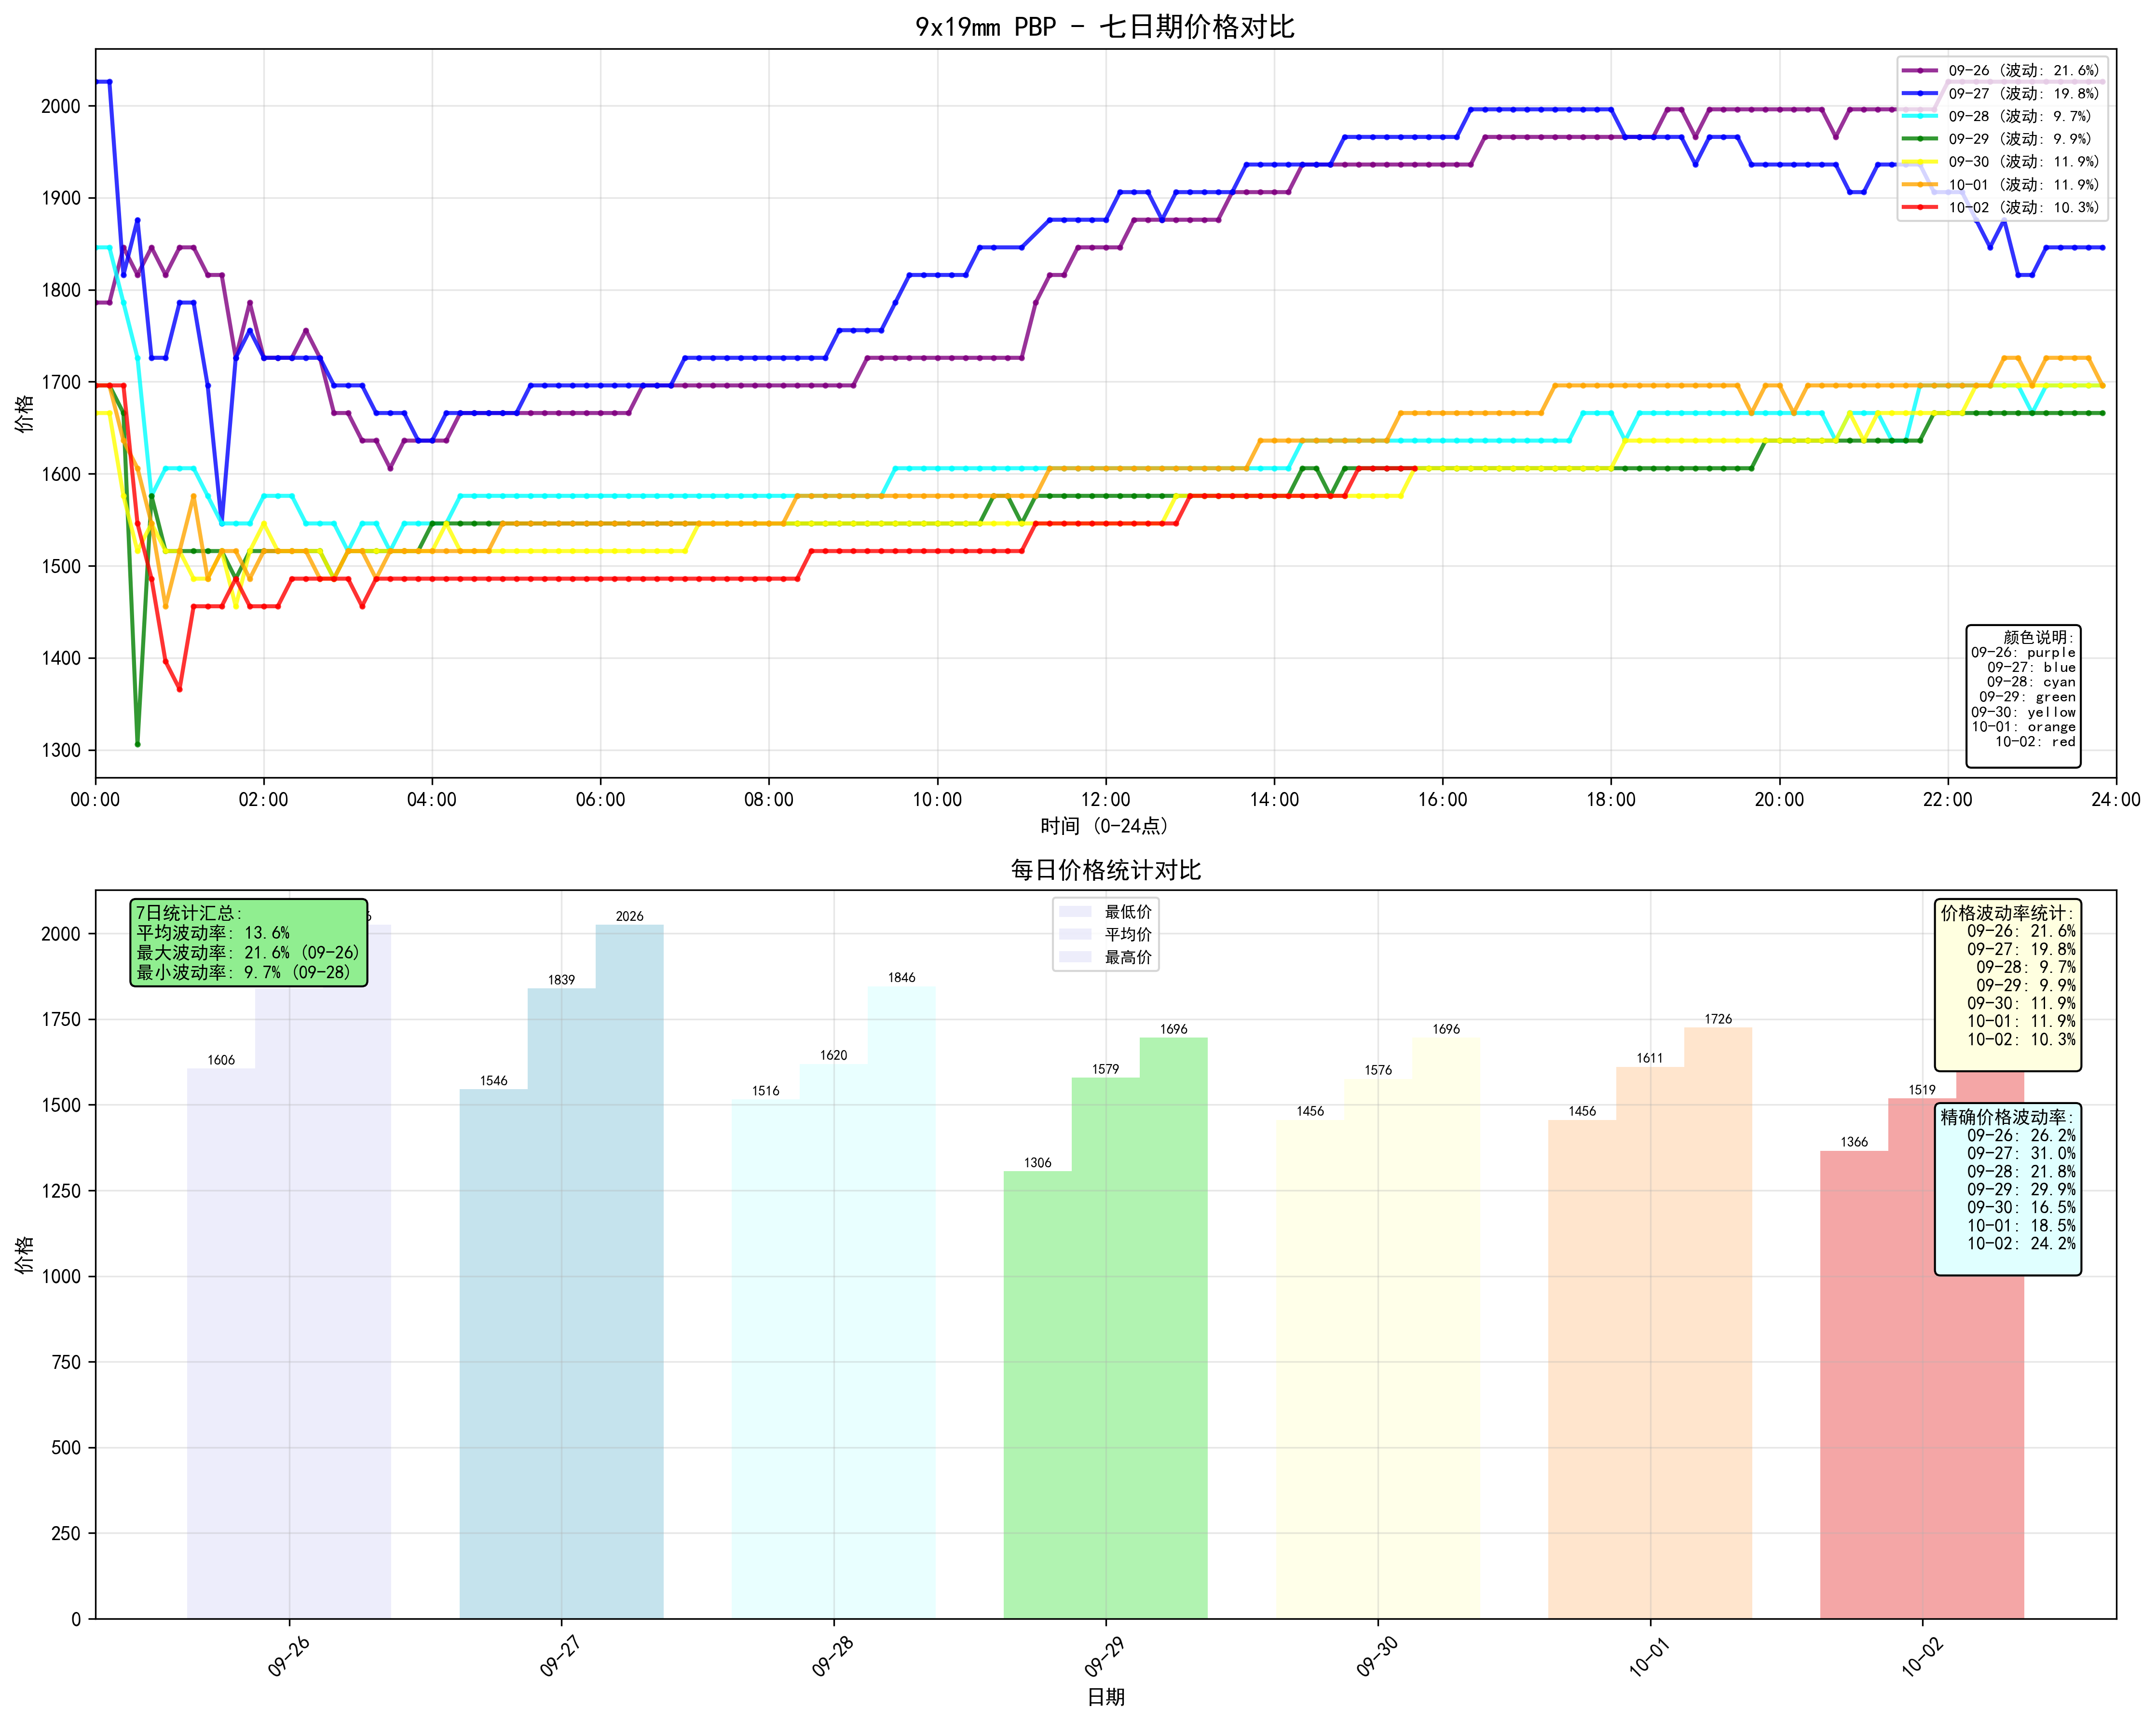 9x19mm PBP - 七日期价格对比
价格
2000
1900
1800
1700
1600
1500
1400
1300
09-26 (波动: 21.6%)
09-27 (波动: 19.8%)
09-28 (波动: 9.7%)
09-29 (波动: 9.9%)
09-30 (波动: 11.9%)
10-01 (波动: 11.9%)
10-02 (波动: 10.3%)
颜色说明:
09-26: purple
09-27: blue
09-28: cyan
09-29: green
09-30: yellow
10-01: orange
10-02: red
00:00 02:00 04:00 06:00 08:00 10:00 12:00 14:00 16:00 18:00 20:00 22:00 24:00
时间 (0-24点)
每日价格统计对比
价格
2000
1750
1500
1250
1000
750
500
250
0
7日统计汇总:
平均波动率: 13.6%
最大波动率: 21.6% (09-26)
最小波动率: 9.7% (09-28)
最低价
平均价
最高价
价格波动率统计:
09-26: 21.6%
09-27: 19.8%
09-28: 9.7%
09-29: 9.9%
09-30: 11.9%
10-01: 11.9%
10-02: 10.3%
精确价格波动率:
09-26: 26.2%
09-27: 31.0%
09-28: 21.8%
09-29: 29.9%
09-30: 16.5%
10-01: 18.5%
10-02: 24.2%
1606
1546 1839 2026
1516 1620 1846
1306 1579 1696
1456 1576 1696
1456 1611 1726
1366 1519
09-26 09-27 09-28 09-29 09-30 10-01 10-02
日期